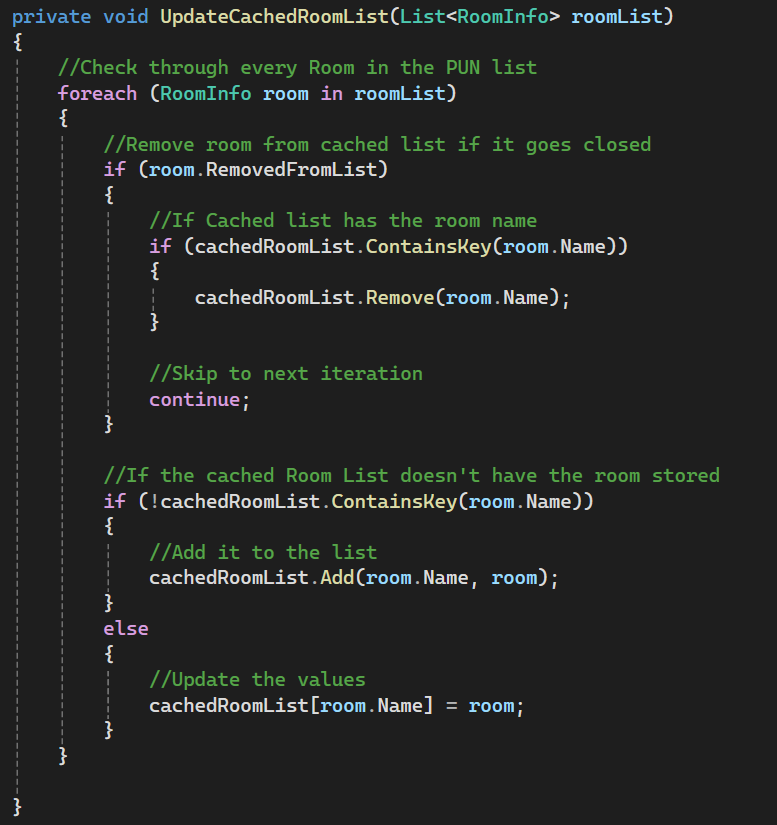 private void UpdateCachedRoomList(List<RoomInfo> roomList)
{
//Check through every Room in the PUN list
foreach (RoomInfo room in roomList)
{
//Remove room from cached list if it goes closed
if (room.RemovedFromList)
{
//If Cached list has the room name
if (cachedRoomList.ContainsKey(room.Name))
{
cachedRoomList.Remove(room.Name);
}
//Skip to next iteration
continue;
}
//If the cached Room List doesn't have the room stored
if (!cachedRoomList.ContainsKey(room.Name))
{
//Add it to the list
cachedRoomList.Add(room.Name, room);
}
else
{
//Update the values
cachedRoomList[room.Name] = room;
}
}
}